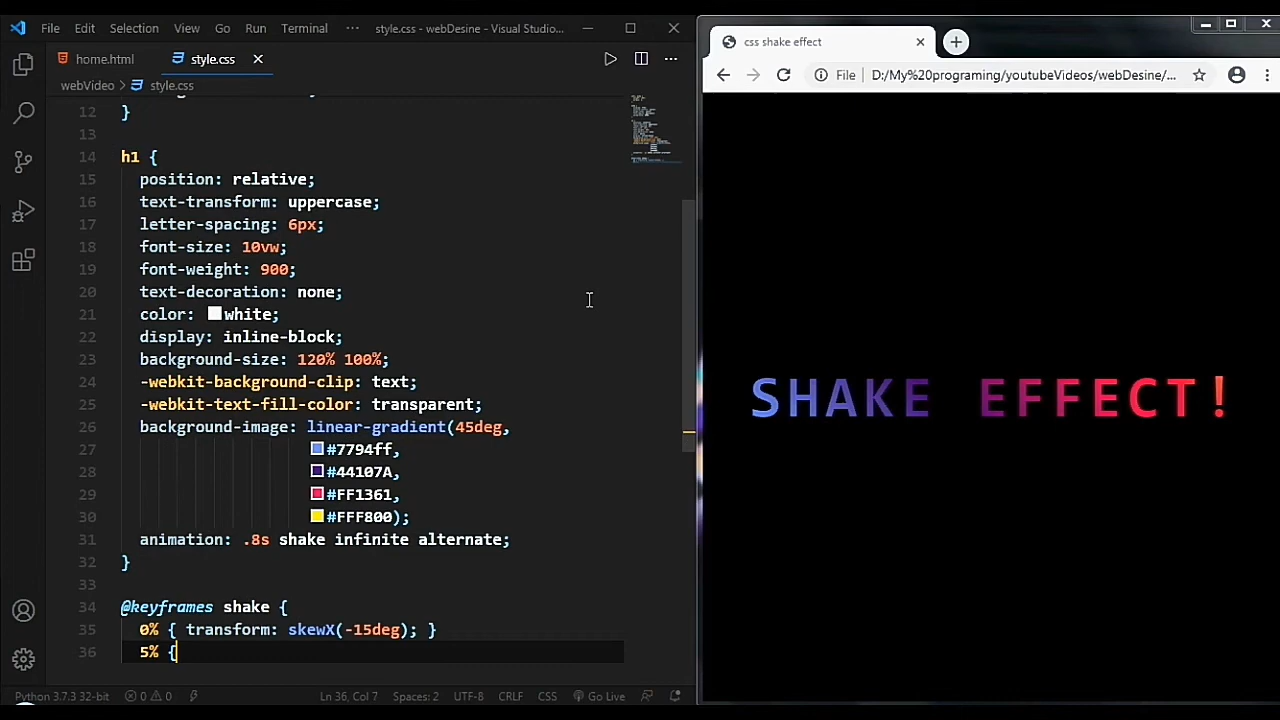 File Edit Selection View Go Run Terminal ··· style.css - webDesine - Visual Studio...
home.html style.css
webVideo > style.css
12 }
13
14 h1 {
15 position: relative;
16 text-transform: uppercase;
17 letter-spacing: 6px;
18 font-size: 10vw;
19 font-weight: 900;
20 text-decoration: none;
21 color: white;
22 display: inline-block;
23 background-size: 120% 100%;
24 -webkit-background-clip: text;
25 -webkit-text-fill-color: transparent;
26 background-image: linear-gradient(45deg,
27 #7794ff,
28 #44107A,
29 #FF1361,
30 #FFF800);
31 animation: .8s shake infinite alternate;
32 }
33
34 @keyframes shake {
35 0% { transform: skewX(-15deg); }
36 5% {
Python 3.7.3 32-bit 0 0 Ln 36, Col 7 Spaces: 2 UTF-8 CRLF CSS Go Live
css shake effect
File D:/My%20programing/youtubeVideos/webDesine/...
SHAKE EFFECT!